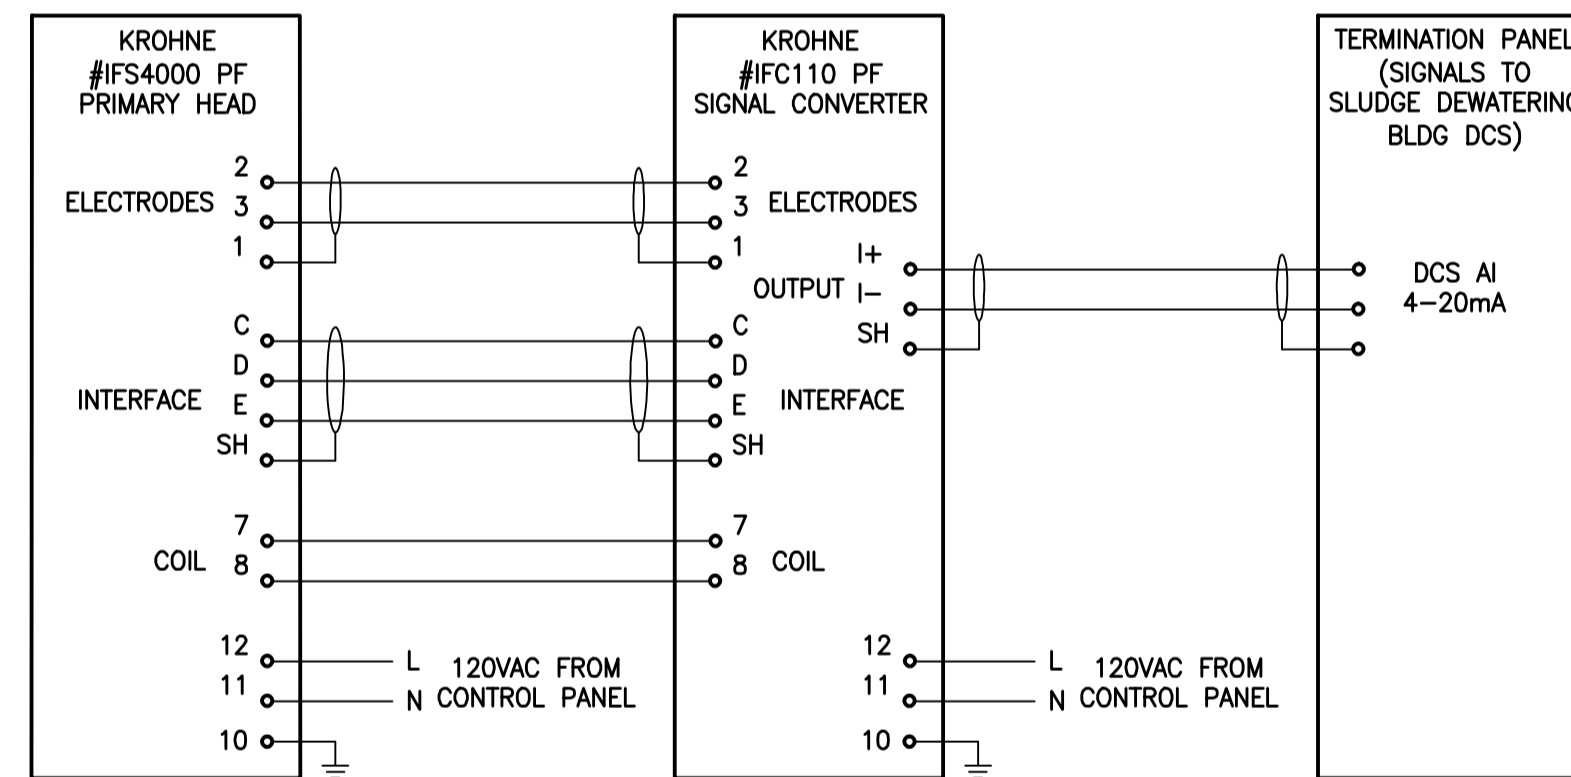 KROHNE
#IFS4000 PF
PRIMARY HEAD
2
ELECTRODES 3
1
C
D
INTERFACE E
SH
7
COIL 8
12
L 120VAC FROM
11
N CONTROL PANEL
10
KROHNE
#IFC110 PF
SIGNAL CONVERTER
2
3 ELECTRODES
1
I+
OUTPUT I−
SH
C
D
E INTERFACE
SH
7
8 COIL
12
L 120VAC FROM
11
N CONTROL PANEL
10
TERMINATION PANEL
(SIGNALS TO
SLUDGE DEWATERING
BLDG DCS)
DCS AI
4−20mA